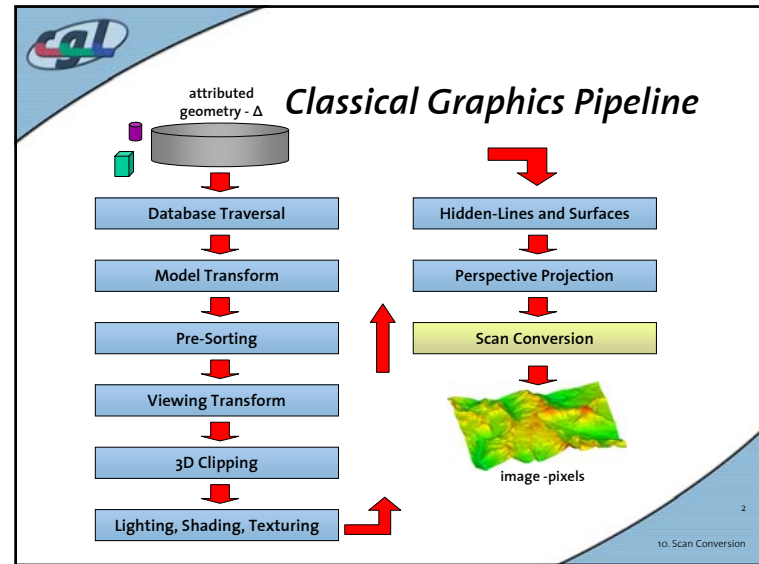 cgL
Classical Graphics Pipeline
attributed
geometry - Δ
Database Traversal
Model Transform
Pre-Sorting
Viewing Transform
3D Clipping
Lighting, Shading, Texturing
Hidden-Lines and Surfaces
Perspective Projection
Scan Conversion
image -pixels
2
10. Scan Conversion